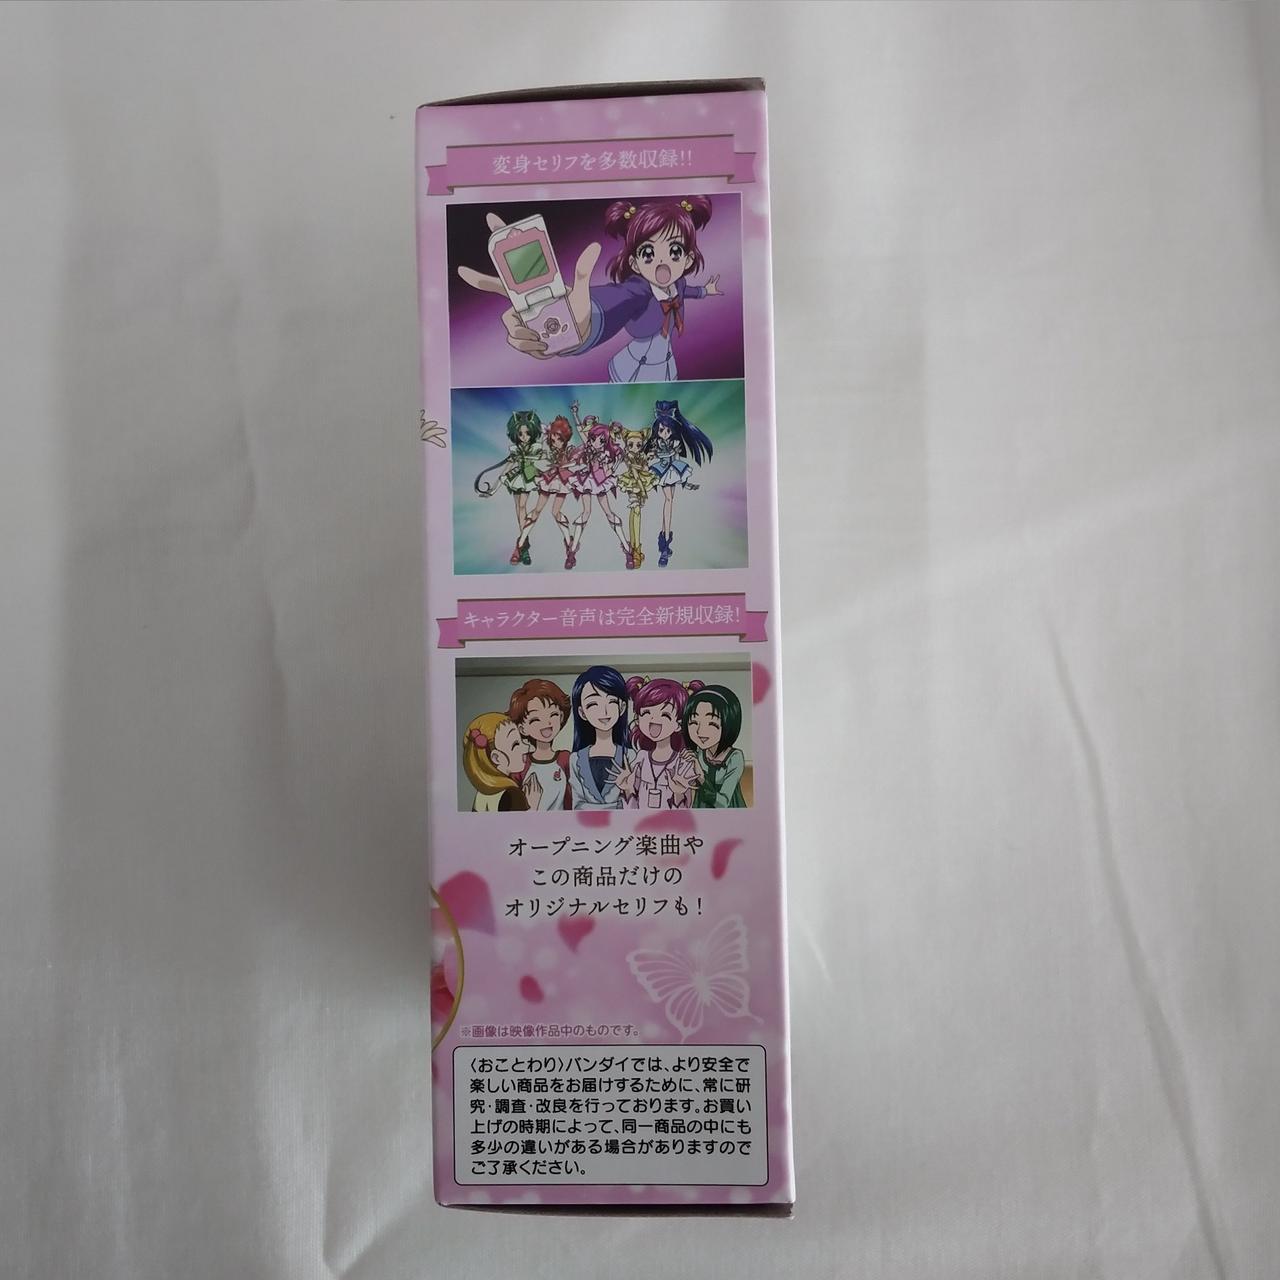 変身セリフを多数収録!!
キャラクター音声は完全新規収録!
オープニング楽曲や
この商品だけの
オリジナルセリフも!
※画像は映像作品中のものです。
〈おことわり〉バンダイでは、より安全で
楽しい商品をお届けするために、常に研
究・調査・改良を行っております。お買い
上げの時期によって、同一商品の中にも
多少の違いがある場合がありますので
ご了承ください。